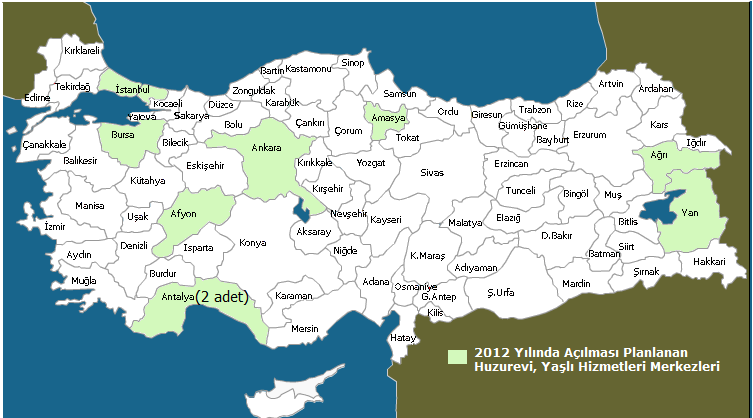 Kırklareli
Edirne
Tekirdağ
İstanbul
Kocaeli
Yalova
Sakarya
Düzce
Zonguldak
Bartın
Karabük
Kastamonu
Sinop
Samsun
Ordu
Giresun
Trabzon
Rize
Artvin
Ardahan
Kars
Iğdır
Ağrı
Çanakkale
Balıkesir
Bursa
Bilecik
Bolu
Çankırı
Çorum
Amasya
Tokat
Gümüşhane
Bayburt
Erzurum
Erzincan
Kütahya
Eskişehir
Ankara
Kırıkkale
Kırşehir
Yozgat
Sivas
Tunceli
Bingöl
Muş
Bitlis
Yan
Manisa
İzmir
Uşak
Afyon
Aydın
Denizli
Isparta
Konya
Aksaray
Nevşehir
Niğde
Kayseri
Malatya
Elazığ
D.Bakır
Batman
Siirt
Şırnak
Hakkari
Muğla
Burdur
Antalya(2 adet)
Karaman
Mersin
Adana
K.Maraş
Osmaniye
G.Antep
Kilis
Hatay
Adıyaman
Ş.Urfa
Mardin
2012 Yılında Açılması Planlanan
Huzurevi, Yaşlı Hizmetleri Merkezleri